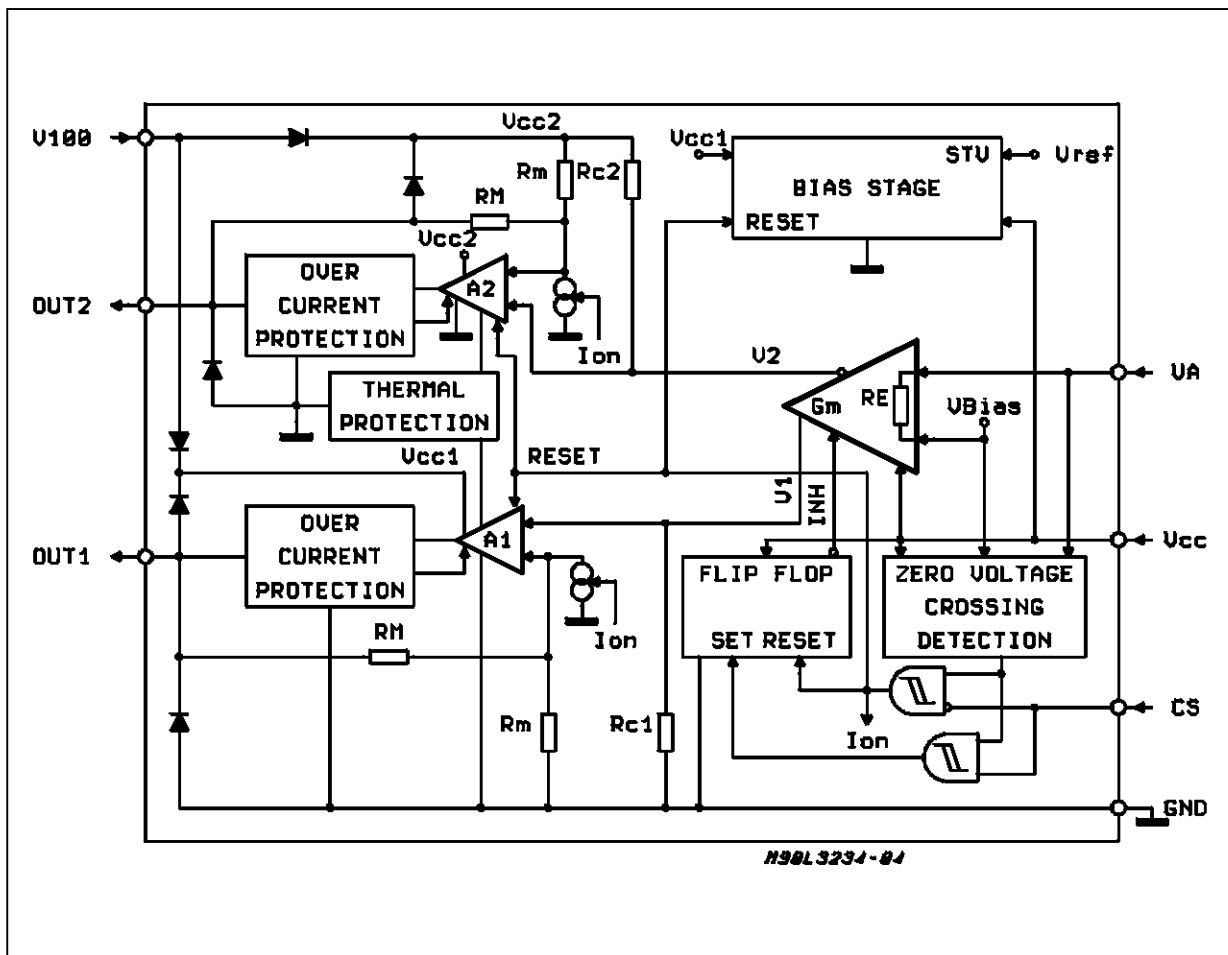 V100
Vcc2
Vcc1
STV
Vref
Rm
Rc2
BIAS STAGE
RM
RESET
Vcc2
OVER
CURRENT
PROTECTION
A2
OUT2
Ion
V2
THERMAL
PROTECTION
Gm
RE
VBias
VA
Vcc1
RESET
V1
INH
OVER
CURRENT
PROTECTION
A1
OUT1
Vcc
FLIP FLOP
SET RESET
ZERO VOLTAGE
CROSSING
DETECTION
Ion
RM
Rm
Rc1
Ion
CS
GND
M90L3234-04